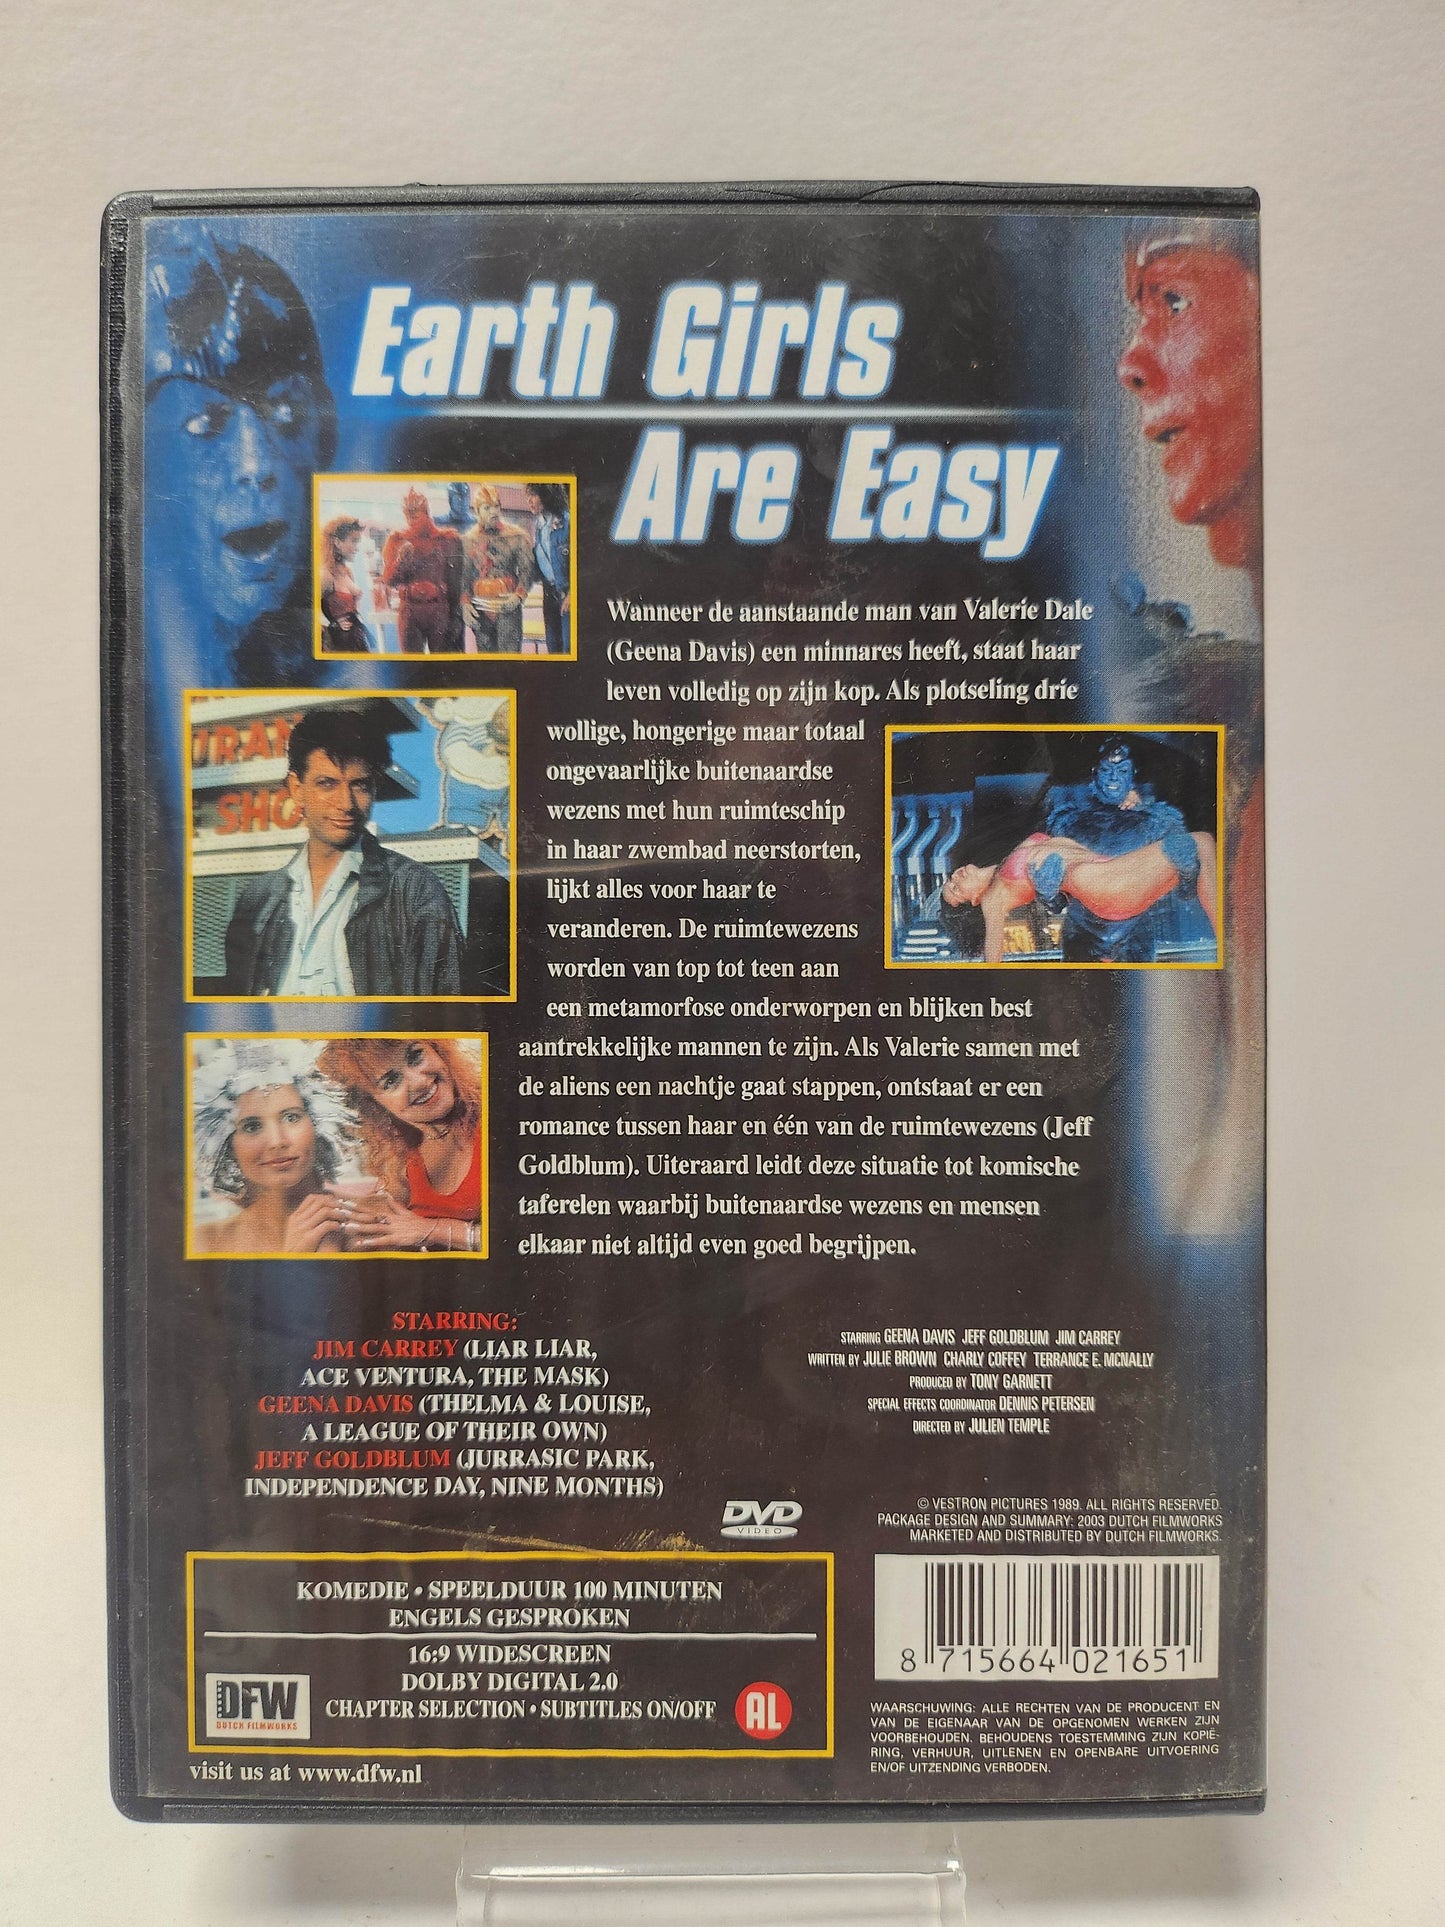 Earth Girls
Are Easy
Wanneer de aanstaande man van Valerie Dale
(Geena Davis) een minnares heeft, staat haar
leven volledig op zijn kop. Als plotseling drie
wollige, hongerige maar totaal
ongevaarlijke buitenaardse
wezens met hun ruimteschip
in haar zwembad neerstorten,
lijkt alles voor haar te
veranderen. De ruimtewezens
worden van top tot teen aan
een metamorfose onderworpen en blijken best
aantrekkelijke mannen te zijn. Als Valerie samen met
de aliens een nachtje gaat stappen, ontstaat er een
romance tussen haar en één van de ruimtewezens (Jeff
Goldblum). Uiteraard leidt deze situatie tot komische
taferelen waarbij buitenaardse wezens en mensen
elkaar niet altijd even goed begrijpen.
STARRING:
JIM CARREY (LIAR LIAR,
ACE VENTURA, THE MASK)
GEENA DAVIS (THELMA & LOUISE,
A LEAGUE OF THEIR OWN)
JEFF GOLDBLUM (JURRASIC PARK,
INDEPENDENCE DAY, NINE MONTHS)
STARRING GEENA DAVIS JEFF GOLDBLUM JIM CARREY
WRITTEN BY JULIE BROWN CHARLY COFFEY TERRANCE E. MCNALLY
PRODUCED BY TONY GARNETT
SPECIAL EFFECTS COORDINATOR DENNIS PETERSEN
DIRECTED BY JULIEN TEMPLE
DVD
VIDEO
© VESTRON PICTURES 1989. ALL RIGHTS RESERVED.
PACKAGE DESIGN AND SUMMARY: 2003 DUTCH FILMWORKS
MARKETED AND DISTRIBUTED BY DUTCH FILMWORKS.
KOMEDIE • SPEELDUUR 100 MINUTEN
ENGELS GESPROKEN
16:9 WIDESCREEN
DOLBY DIGITAL 2.0
CHAPTER SELECTION • SUBTITLES ON/OFF
DFW
DUTCH FILMWORKS
AL
visit us at www.dfw.nl
8 715664 021651
WAARSCHUWING: ALLE RECHTEN VAN DE PRODUCENT EN
VAN DE EIGENAAR VAN DE OPGENOMEN WERKEN ZIJN
VOORBEHOUDEN. BEHOUDENS TOESTEMMING ZIJN KOPIË-
RING, VERHUUR, UITLENEN EN OPENBARE UITVOERING
EN/OF UITZENDING VERBODEN.